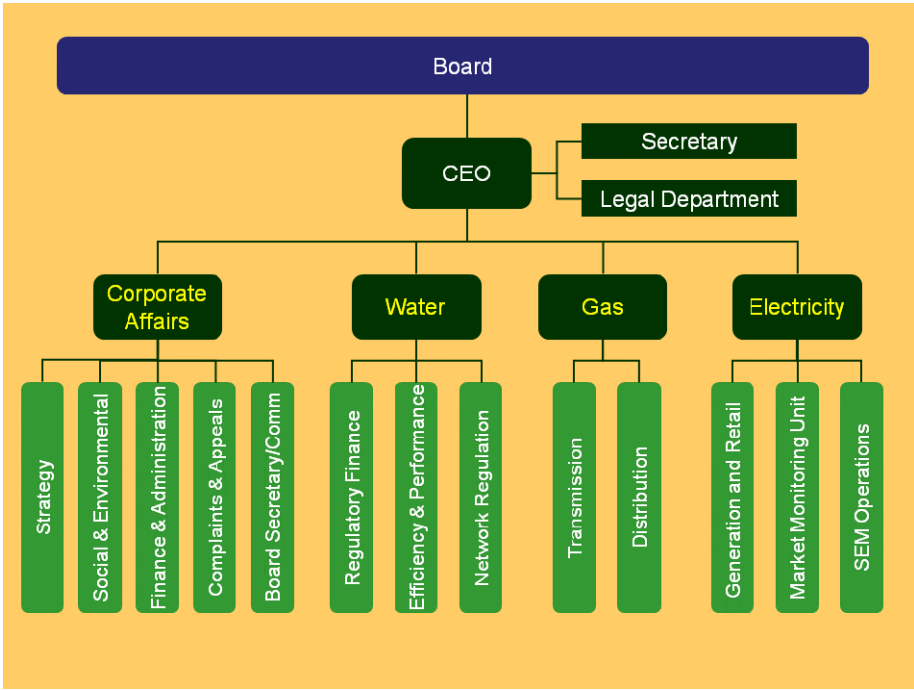 Board
CEO
Secretary
Legal Department
Corporate
Affairs
Water
Gas
Electricity
Strategy
Social & Environmental
Finance & Administration
Complaints & Appeals
Board Secretary/Comm
Regulatory Finance
Efficiency & Performance
Network Regulation
Transmission
Distribution
Generation and Retail
Market Monitoring Unit
SEM Operations